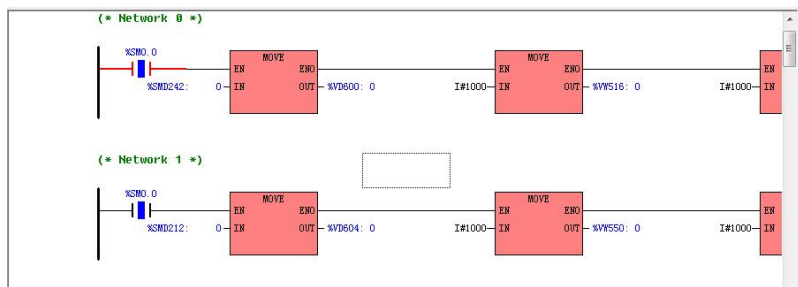 (* Network 0 *)
%SM0.0
MOVE MOVE
EN ENO EN ENO EN
%SMD242: 0 IN OUT %VD600: 0 I#1000 IN OUT %VW516: 0 I#1000 IN
(* Network 1 *)
%SM0.0
MOVE MOVE
EN ENO EN ENO EN
%SMD212: 0 IN OUT %VD604: 0 I#1000 IN OUT %VW550: 0 I#1000 IN